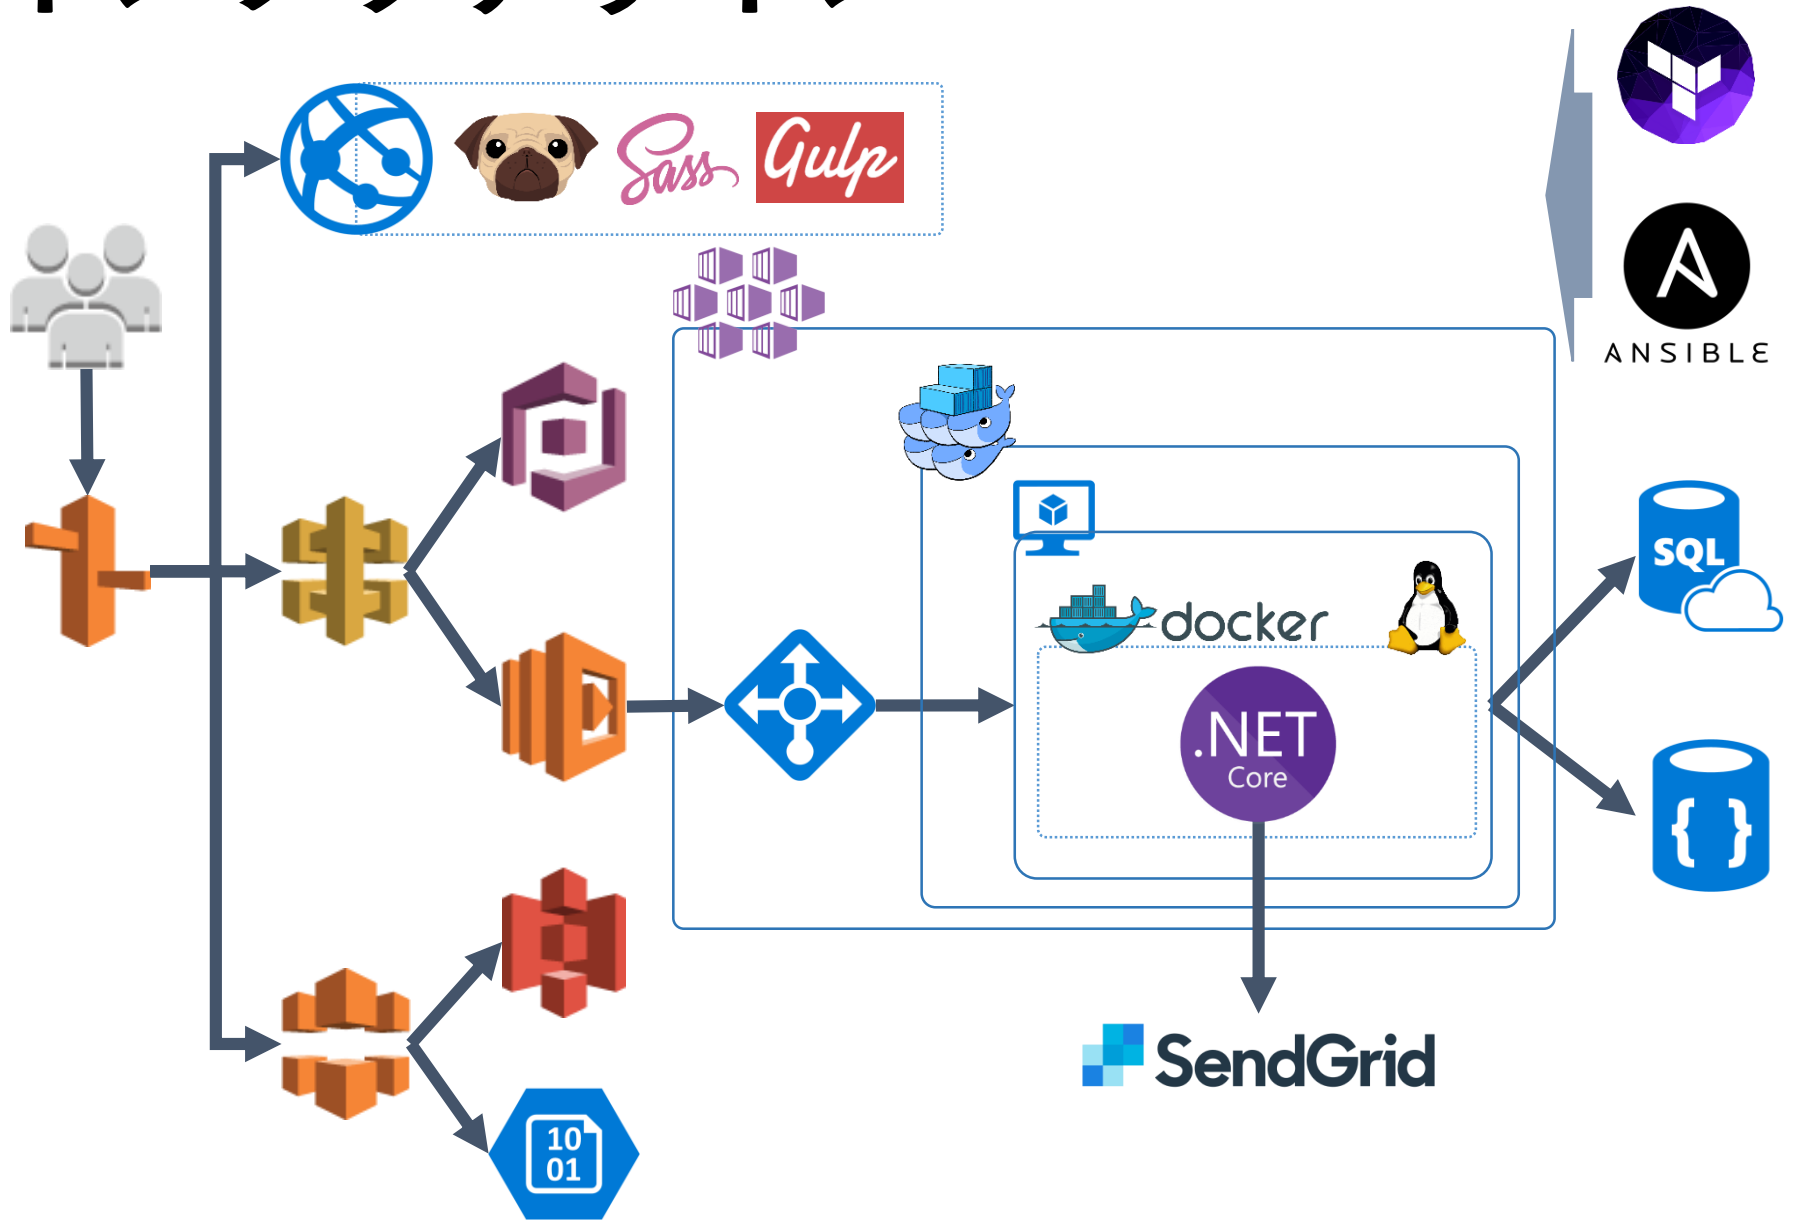 Sass
Gulp
ANSIBLE
SQL
docker
.NET
Core
{ }
SendGrid
10
01